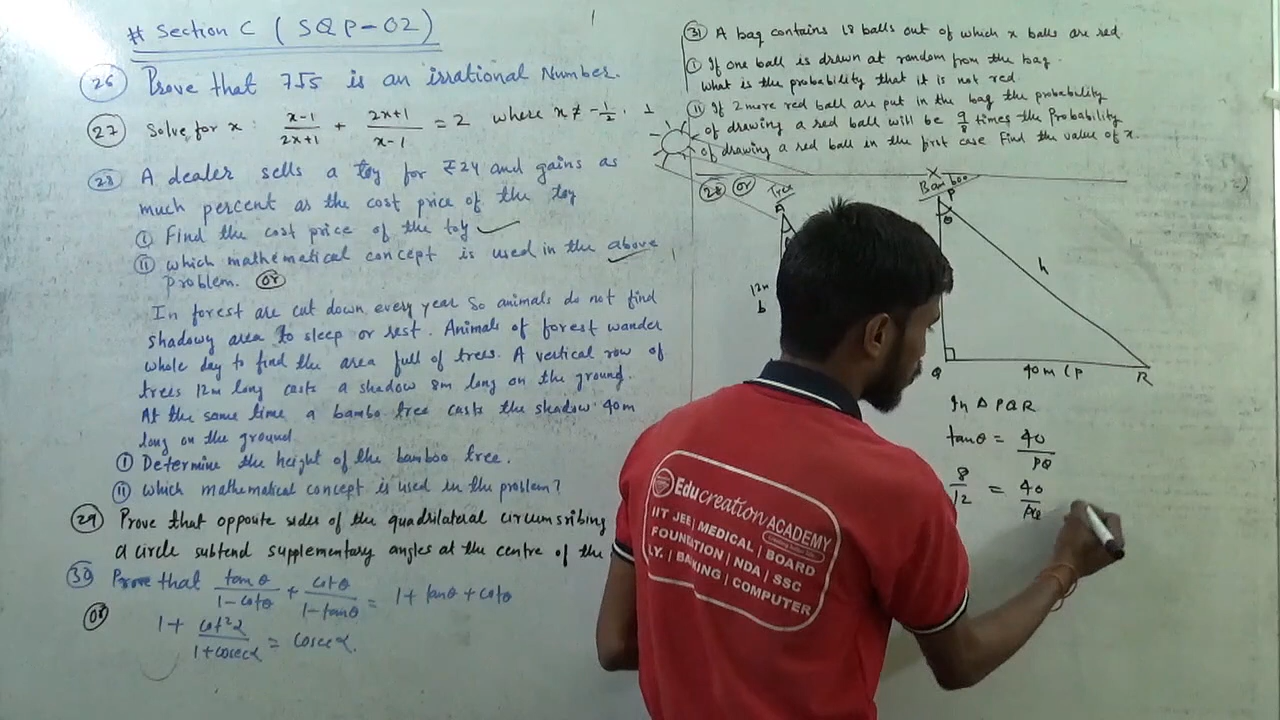 # Section C ( SQP-02 )
26 Prove that 7√5 is an irrational Number.
27 Solve for x : x-1/2x+1 + 2x+1/x-1 = 2 where x ≠ -1/2, 1
28 A dealer sells a toy for ₹24 and gains as
much percent as the cost price of the toy
i Find the cost price of the toy ✓
ii which mathematical concept is used in the above
problem. or
In forest are cut down every year so animals do not find
shadowy area to sleep or rest. Animals of forest wander
whole day to find the area full of trees. A vertical row of
trees 12m long casts a shadow 8m long on the ground.
At the same time a bambo tree casts the shadow 40m
long on the ground
i Determine the height of the bamboo tree.
ii which mathematical concept is used in the problem?
29 Prove that opposite sides of the quadrilateral circumsribing
a circle subtend supplementary angles at the centre of the
30 Prove that tanθ/1-cotθ + cotθ/1-tanθ = 1+tanθ+cotθ
or
1+ cot²α/1+cosecα = cosecα.
31 A bag contains 18 balls out of which x balls are red.
i If one ball is drawn at random from the bag.
what is the probability that it is not red.
ii If 2 more red ball are put in the bag the probability
of drawing a red ball will be 9/8 times the Probability
of drawing a red ball in the first case Find the value of x.
28 or
Tree
A
12m
b
Bamboo
P
θ
h
Q
40m (P
R
In Δ PQR
tanθ = 40/PQ
8/12 = 40/PQ
Educreation ACADEMY
IIT JEE | MEDICAL | BOARD
FOUNDATION | NDA | SSC
LY. | BANKING | COMPUTER